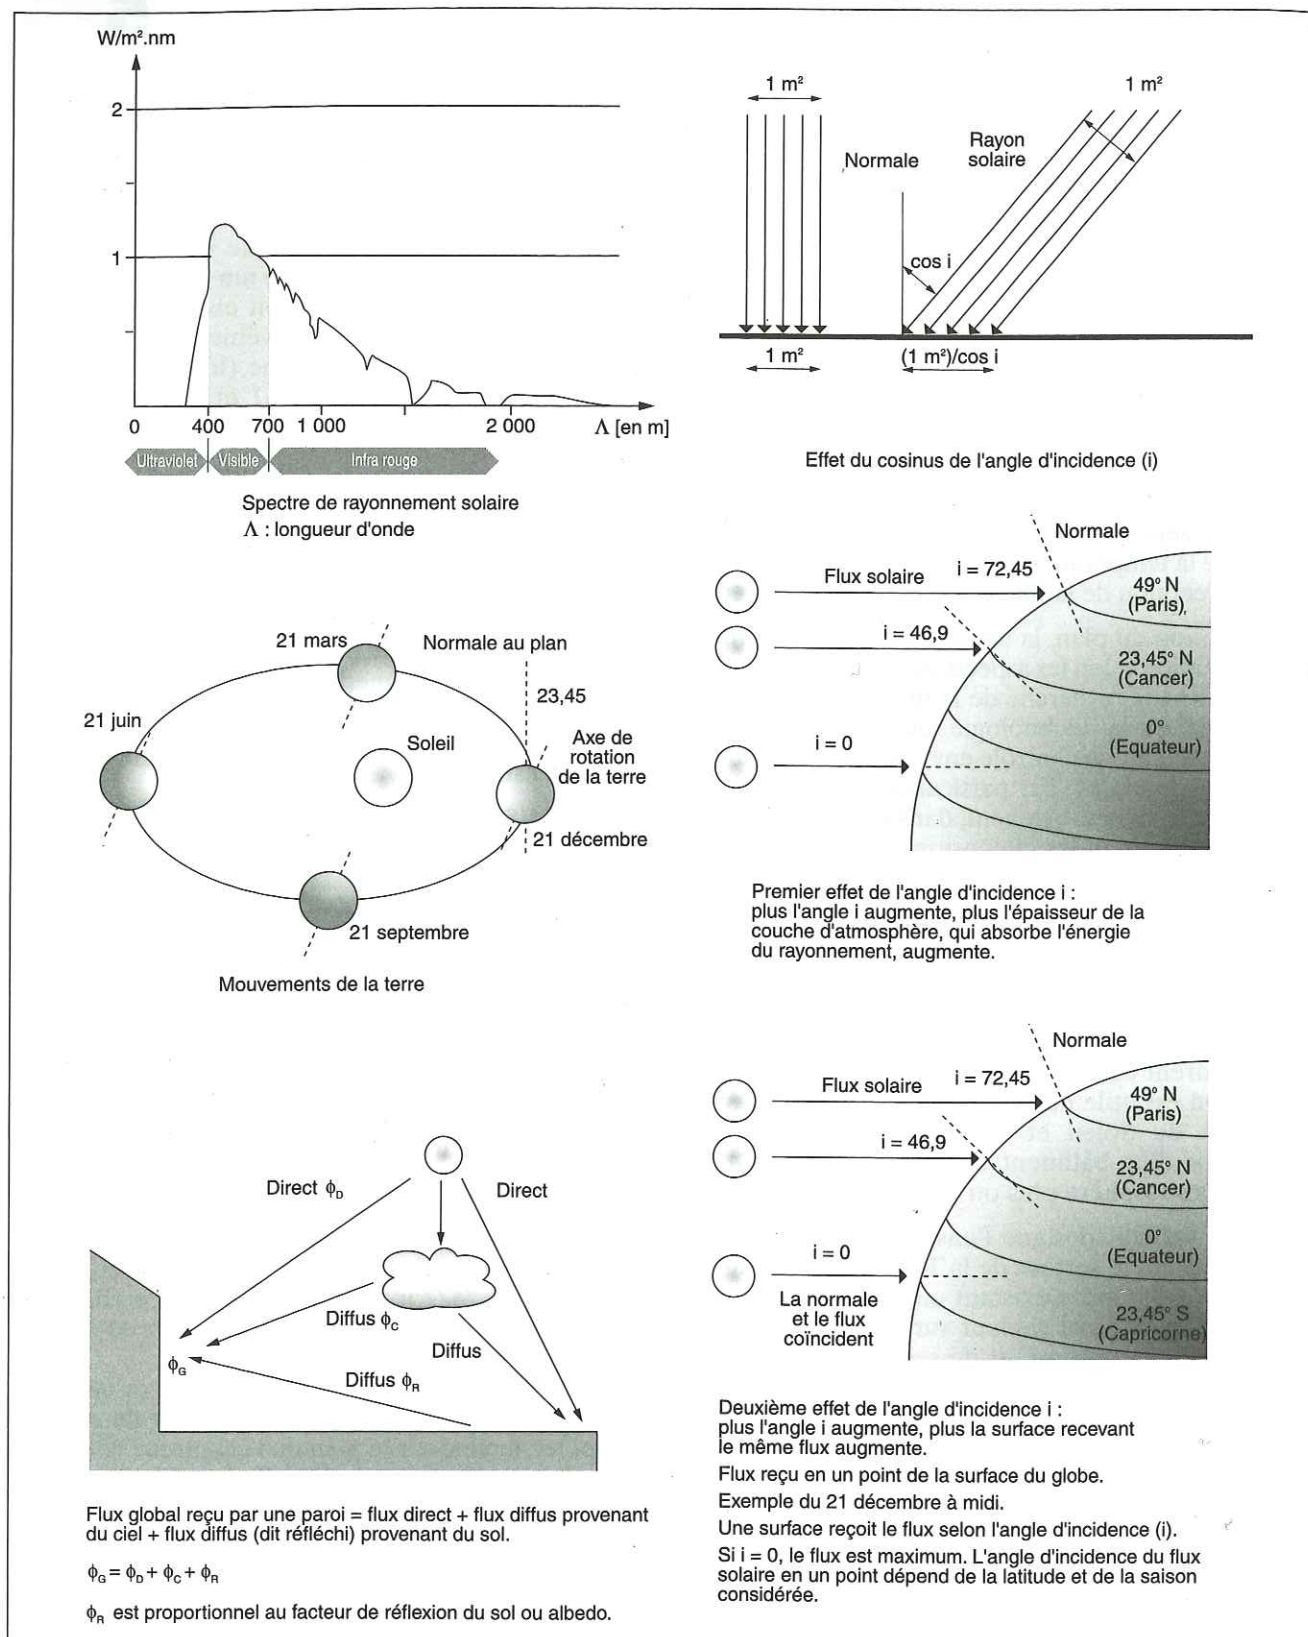 W/m².nm
2
1
0 400 700 1 000 2 000 Λ [en m]
Ultraviolet Visible Infra rouge
Spectre de rayonnement solaire
Λ : longueur d'onde
1 m² 1 m²
Normale
Rayon
solaire
cos i
1 m² (1 m²)/cos i
Effet du cosinus de l'angle d'incidence (i)
21 mars
Normale au plan
23,45
21 juin
Soleil
Axe de
rotation
de la terre
21 décembre
21 septembre
Mouvements de la terre
Normale
Flux solaire i = 72,45
49° N
(Paris)
i = 46,9
23,45° N
(Cancer)
0°
(Equateur)
i = 0
Premier effet de l'angle d'incidence i :
plus l'angle i augmente, plus l'épaisseur de la
couche d'atmosphère, qui absorbe l'énergie
du rayonnement, augmente.
Direct ϕD
Direct
Diffus ϕC
Diffus
ϕG
Diffus ϕR
Flux global reçu par une paroi = flux direct + flux diffus provenant
du ciel + flux diffus (dit réfléchi) provenant du sol.
ϕG = ϕD + ϕC + ϕR
ϕR est proportionnel au facteur de réflexion du sol ou albedo.
Normale
Flux solaire i = 72,45
49° N
(Paris)
i = 46,9
23,45° N
(Cancer)
0°
(Equateur)
i = 0
La normale
et le flux
coïncident
23,45° S
(Capricorne)
Deuxième effet de l'angle d'incidence i :
plus l'angle i augmente, plus la surface recevant
le même flux augmente.
Flux reçu en un point de la surface du globe.
Exemple du 21 décembre à midi.
Une surface reçoit le flux selon l'angle d'incidence (i).
Si i = 0, le flux est maximum. L'angle d'incidence du flux
solaire en un point dépend de la latitude et de la saison
considérée.